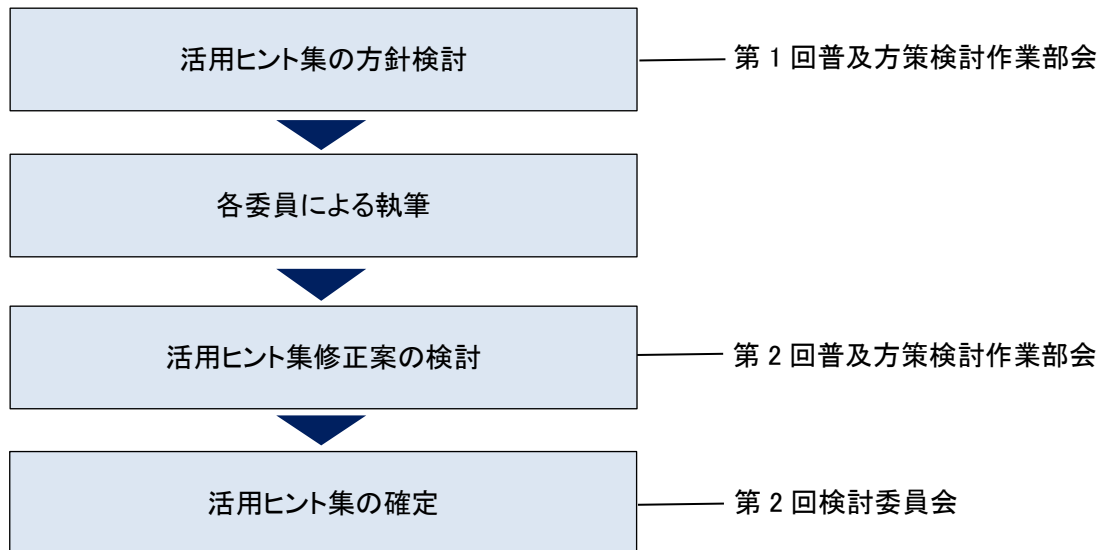 活用ヒント集の方針検討
第 1 回普及方策検討作業部会
各委員による執筆
活用ヒント集修正案の検討
第 2 回普及方策検討作業部会
活用ヒント集の確定
第 2 回検討委員会